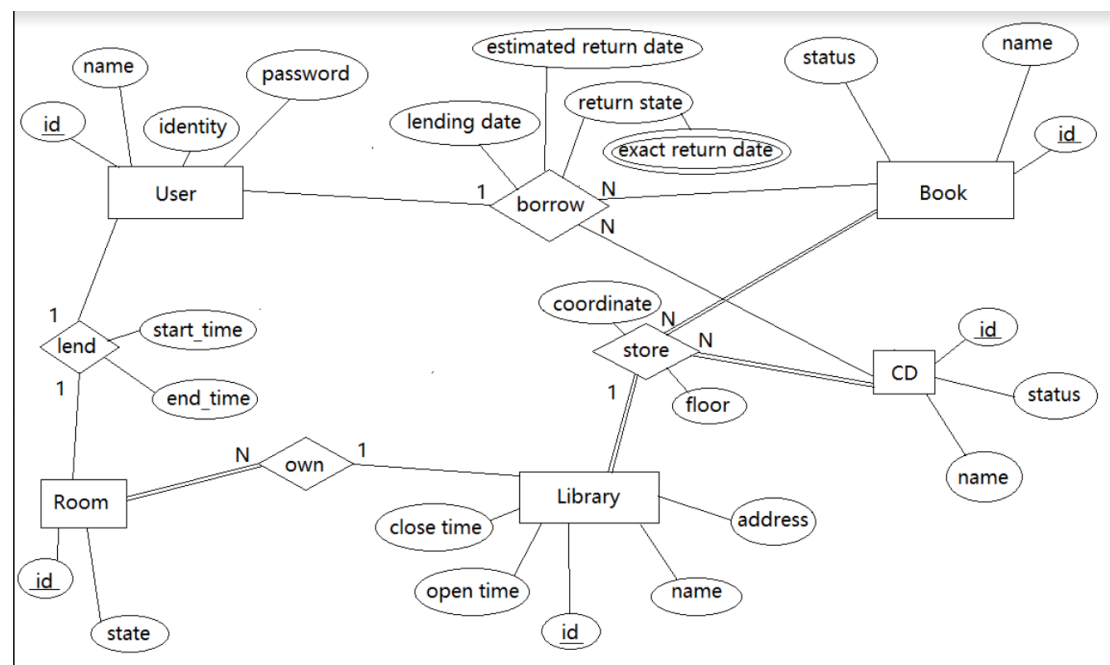 estimated return date
name
name
status
password
return state
id
identity
lending date
exact return date
id
User
1
borrow
N
Book
N
coordinate
N
id
1
lend
start_time
store
N
CD
1
1
status
end_time
floor
N
own
1
name
Room
Library
close time
address
id
open time
name
state
id